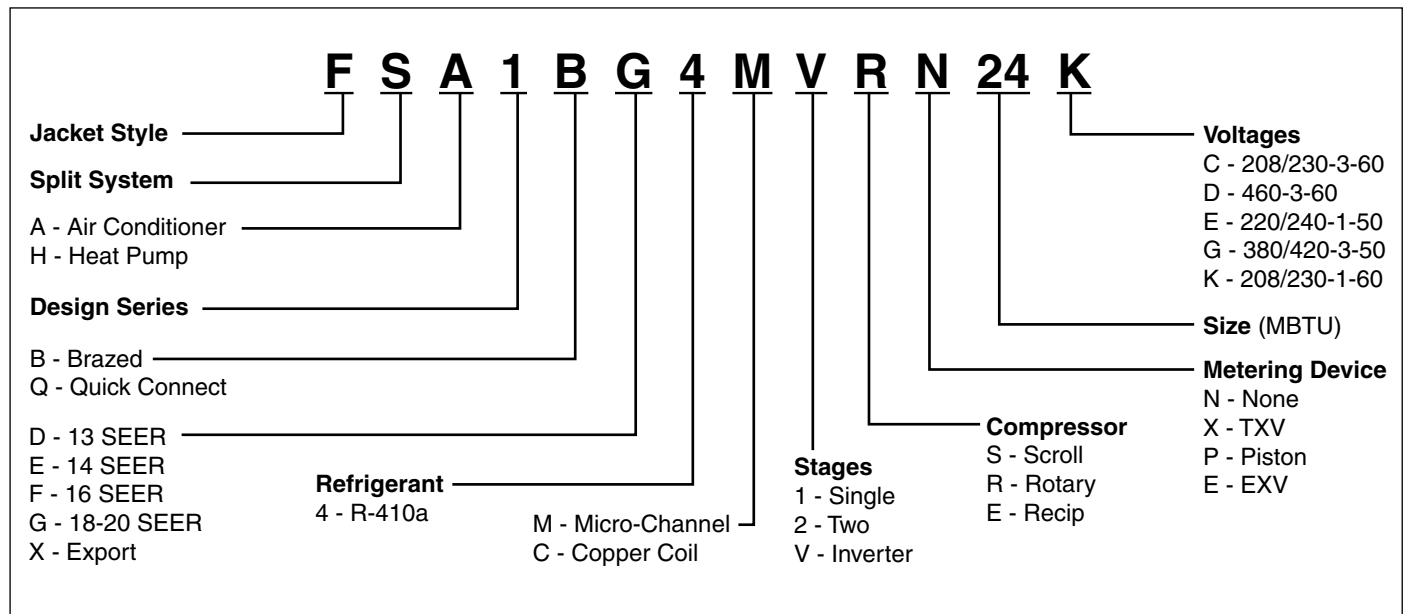 F S A 1 B G 4 M V R N 24 K
Jacket Style
Split System
A - Air Conditioner
H - Heat Pump
Design Series
B - Brazed
Q - Quick Connect
D - 13 SEER
E - 14 SEER
F - 16 SEER
G - 18-20 SEER
X - Export
Refrigerant
4 - R-410a
M - Micro-Channel
C - Copper Coil
Stages
1 - Single
2 - Two
V - Inverter
Compressor
S - Scroll
R - Rotary
E - Recip
Voltages
C - 208/230-3-60
D - 460-3-60
E - 220/240-1-50
G - 380/420-3-50
K - 208/230-1-60
Size (MBTU)
Metering Device
N - None
X - TXV
P - Piston
E - EXV